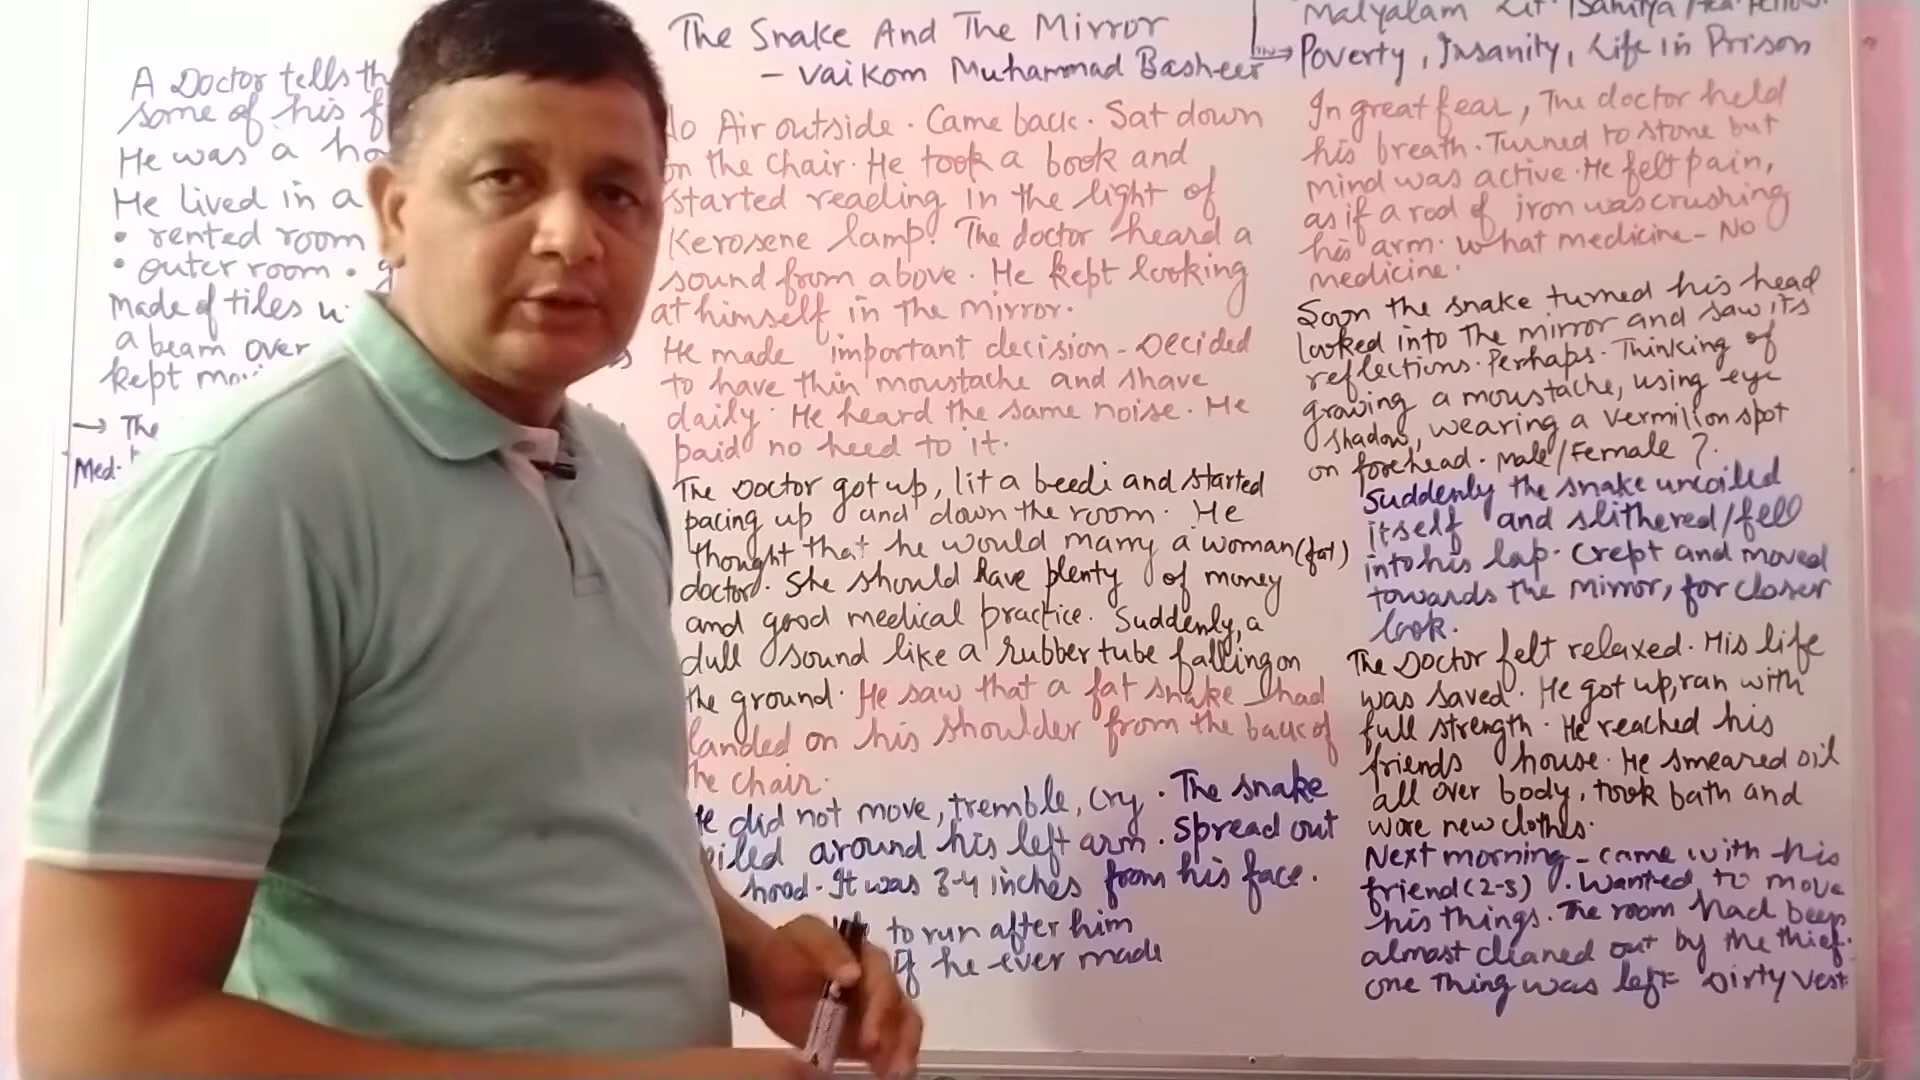 The Snake And The Mirror
- Vaikom Muhammad Basheer
Malyalam Lit.
Poverty, Insanity, Life in Prison
A Doctor tells th
some of his f
He was a ho
He lived in a
• rented room
• outer room •
made of tiles w
a beam over
kept movi
→ The
Med.
No Air outside. Came back. Sat down
on the chair. He took a book and
started reading in the light of
Kerosene lamp. The doctor heard a
sound from above. He kept looking
at himself in the mirror.
He made important decision - Decided
to have thin moustache and shave
daily. He heard the same noise. He
paid no heed to it.
The Doctor got up, lit a beedi and started
pacing up and down the room. He
thought that he would marry a woman (fat)
doctor. She should have plenty of money
and good medical practice. Suddenly, a
dull sound like a rubber tube falling on
the ground. He saw that a fat snake had
landed on his shoulder from the back of
the chair.
He did not move, tremble, cry. The snake
coiled around his left arm. Spread out
hood. It was 3-4 inches from his face.
to run after him
if he ever made
In great fear, The doctor held
his breath. Turned to stone but
mind was active. He felt pain,
as if a rod of iron was crushing
his arm. What medicine - No
medicine.
Soon the snake turned his head
looked into the mirror and saw its
reflections. Perhaps. Thinking of
growing a moustache, using eye
shadow, wearing a vermilion spot
on forehead. Male/Female ?
Suddenly the snake uncoiled
itself and slithered/fell
into his lap. Crept and moved
towards the mirror, for closer
look.
The Doctor felt relaxed. His life
was saved. He got up, ran with
full strength. He reached his
friends house. He smeared oil
all over body, took bath and
wore new clothes.
Next morning - came with his
friend (2-3). Wanted to move
his things. The room had been
almost cleaned out by the thief.
one thing was left = Dirty vest